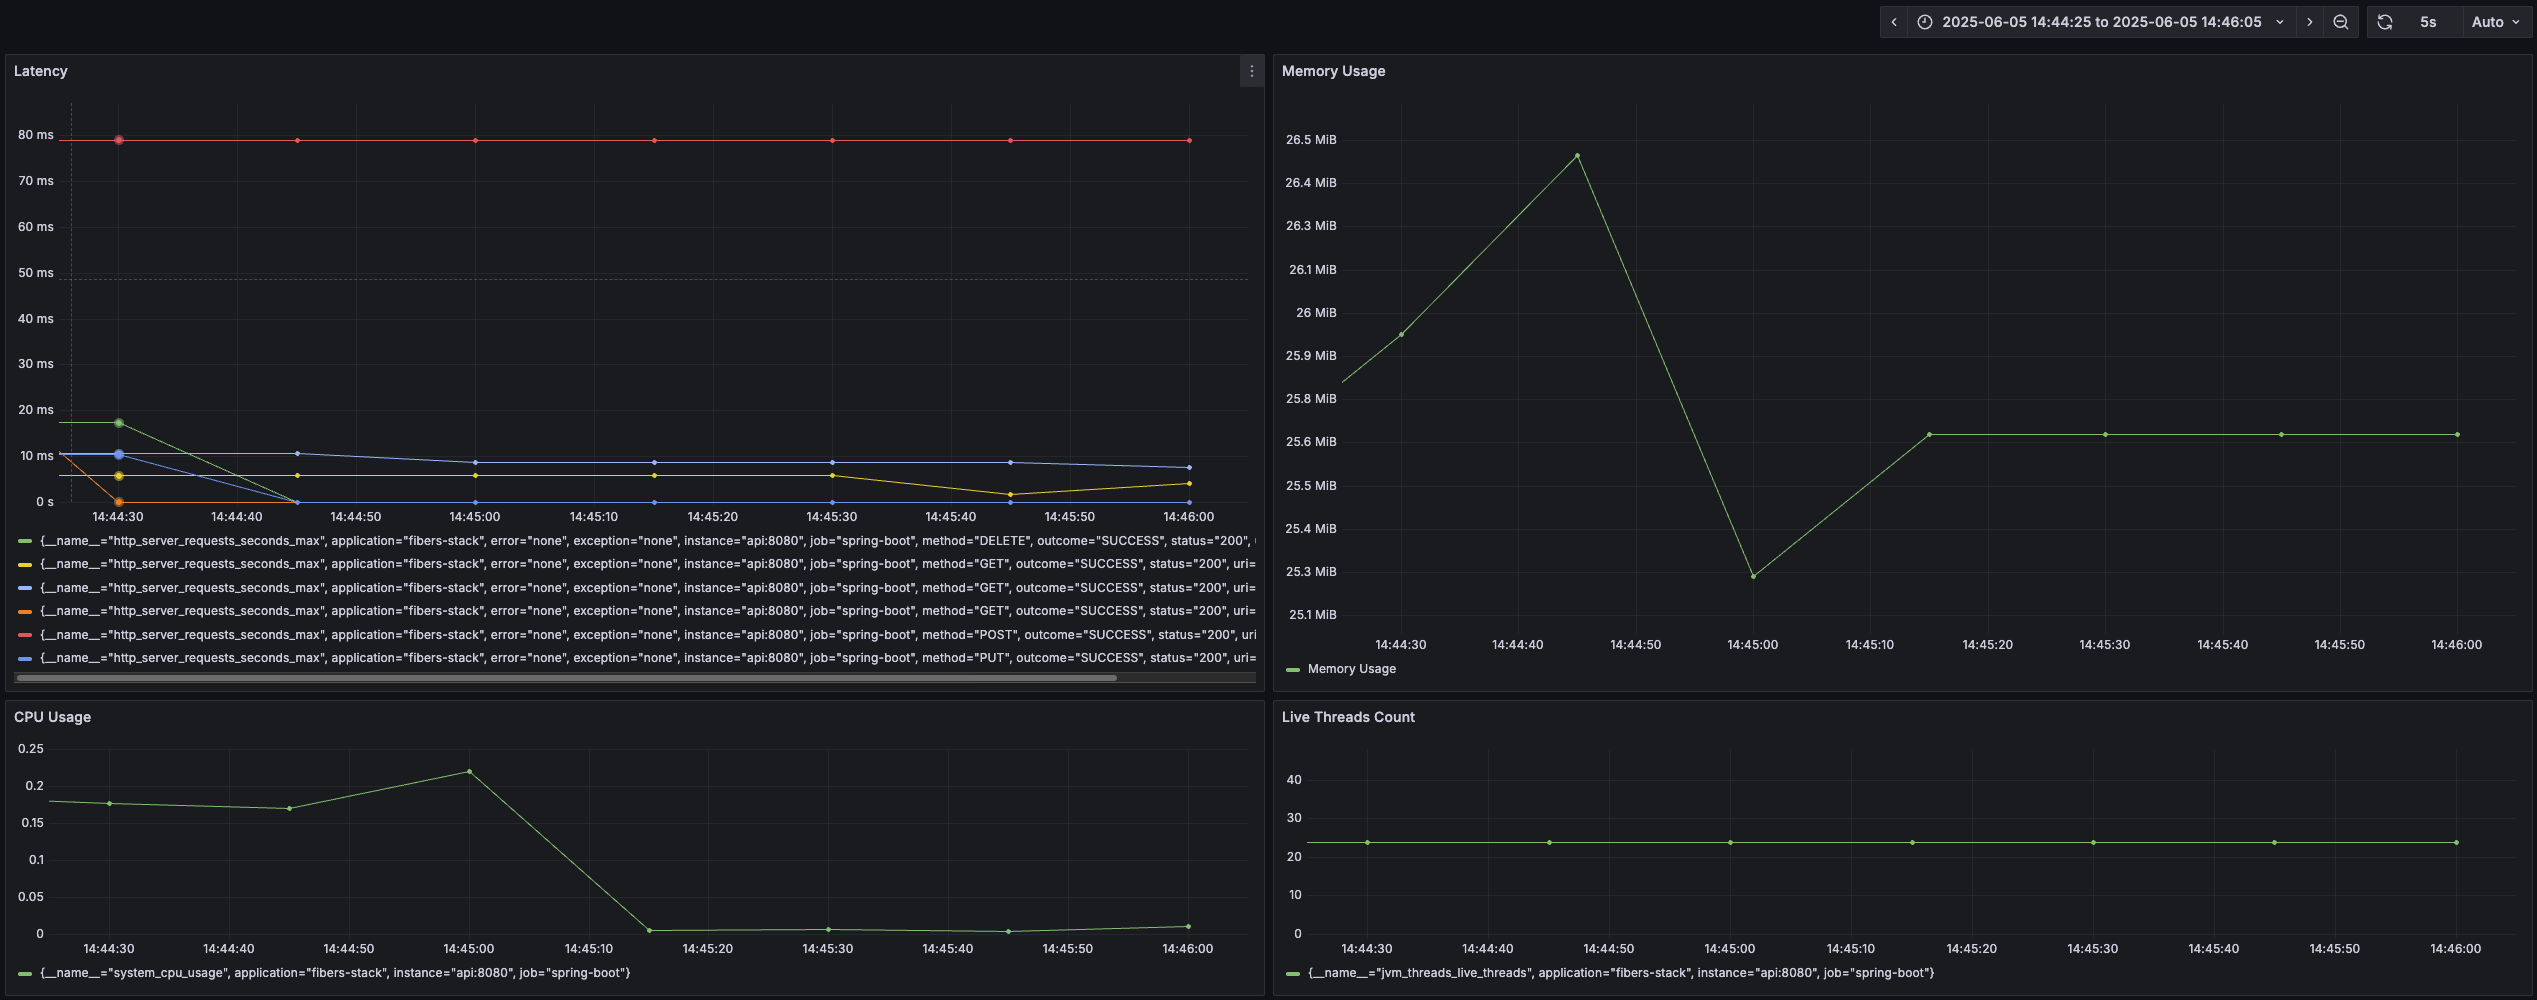 2025-06-05 14:44:25 to 2025-06-05 14:46:05
5s
Auto
Latency
80 ms
70 ms
60 ms
50 ms
40 ms
30 ms
20 ms
10 ms
0 s
14:44:30 14:44:40 14:44:50 14:45:00 14:45:10 14:45:20 14:45:30 14:45:40 14:45:50 14:46:00
{__name__="http_server_requests_seconds_max", application="fibers-stack", error="none", exception="none", instance="api:8080", job="spring-boot", method="DELETE", outcome="SUCCESS", status="200",
{__name__="http_server_requests_seconds_max", application="fibers-stack", error="none", exception="none", instance="api:8080", job="spring-boot", method="GET", outcome="SUCCESS", status="200", uri=
{__name__="http_server_requests_seconds_max", application="fibers-stack", error="none", exception="none", instance="api:8080", job="spring-boot", method="GET", outcome="SUCCESS", status="200", uri=
{__name__="http_server_requests_seconds_max", application="fibers-stack", error="none", exception="none", instance="api:8080", job="spring-boot", method="GET", outcome="SUCCESS", status="200", uri=
{__name__="http_server_requests_seconds_max", application="fibers-stack", error="none", exception="none", instance="api:8080", job="spring-boot", method="POST", outcome="SUCCESS", status="200", uri
{__name__="http_server_requests_seconds_max", application="fibers-stack", error="none", exception="none", instance="api:8080", job="spring-boot", method="PUT", outcome="SUCCESS", status="200", uri=
Memory Usage
26.5 MiB
26.4 MiB
26.3 MiB
26.1 MiB
26 MiB
25.9 MiB
25.8 MiB
25.6 MiB
25.5 MiB
25.4 MiB
25.3 MiB
25.1 MiB
14:44:30 14:44:40 14:44:50 14:45:00 14:45:10 14:45:20 14:45:30 14:45:40 14:45:50 14:46:00
Memory Usage
CPU Usage
0.25
0.2
0.15
0.1
0.05
0
14:44:30 14:44:40 14:44:50 14:45:00 14:45:10 14:45:20 14:45:30 14:45:40 14:45:50 14:46:00
{__name__="system_cpu_usage", application="fibers-stack", instance="api:8080", job="spring-boot"}
Live Threads Count
40
30
20
10
0
14:44:30 14:44:40 14:44:50 14:45:00 14:45:10 14:45:20 14:45:30 14:45:40 14:45:50 14:46:00
{__name__="jvm_threads_live_threads", application="fibers-stack", instance="api:8080", job="spring-boot"}